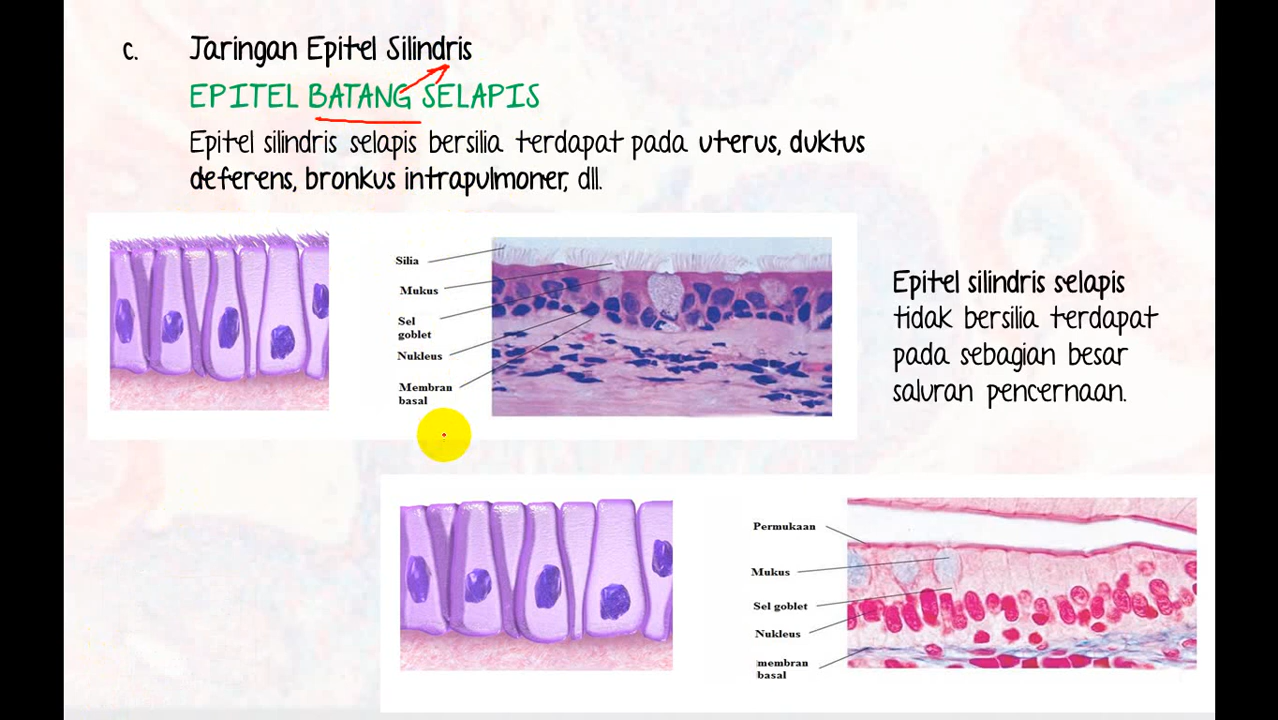 c. Jaringan Epitel Silindris
EPITEL BATANG SELAPIS
Epitel silindris selapis bersilia terdapat pada uterus, duktus
deferens, bronkus intrapulmoner, dll.
Silia
Mukus
Sel
goblet
Nukleus
Membran
basal
Epitel silindris selapis
tidak bersilia terdapat
pada sebagian besar
saluran pencernaan.
Permukaan
Mukus
Sel goblet
Nukleus
membran
basal